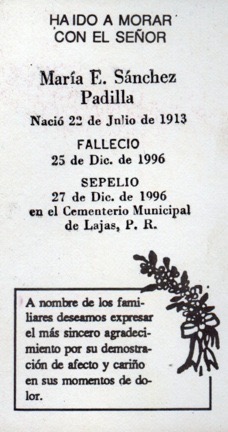 HA IDO A MORAR
CON EL SEÑOR
María E. Sánchez
Padilla
Nació 22 de Julio de 1913
FALLECIO
25 de Dic. de 1996
SEPELIO
27 de Dic. de 1996
en el Cementerio Municipal
de Lajas, P. R.
A nombre de los fami-
liares deseamos expresar
el más sincero agradeci-
miento por su demostra-
ción de afecto y cariño
en sus momentos de do-
lor.